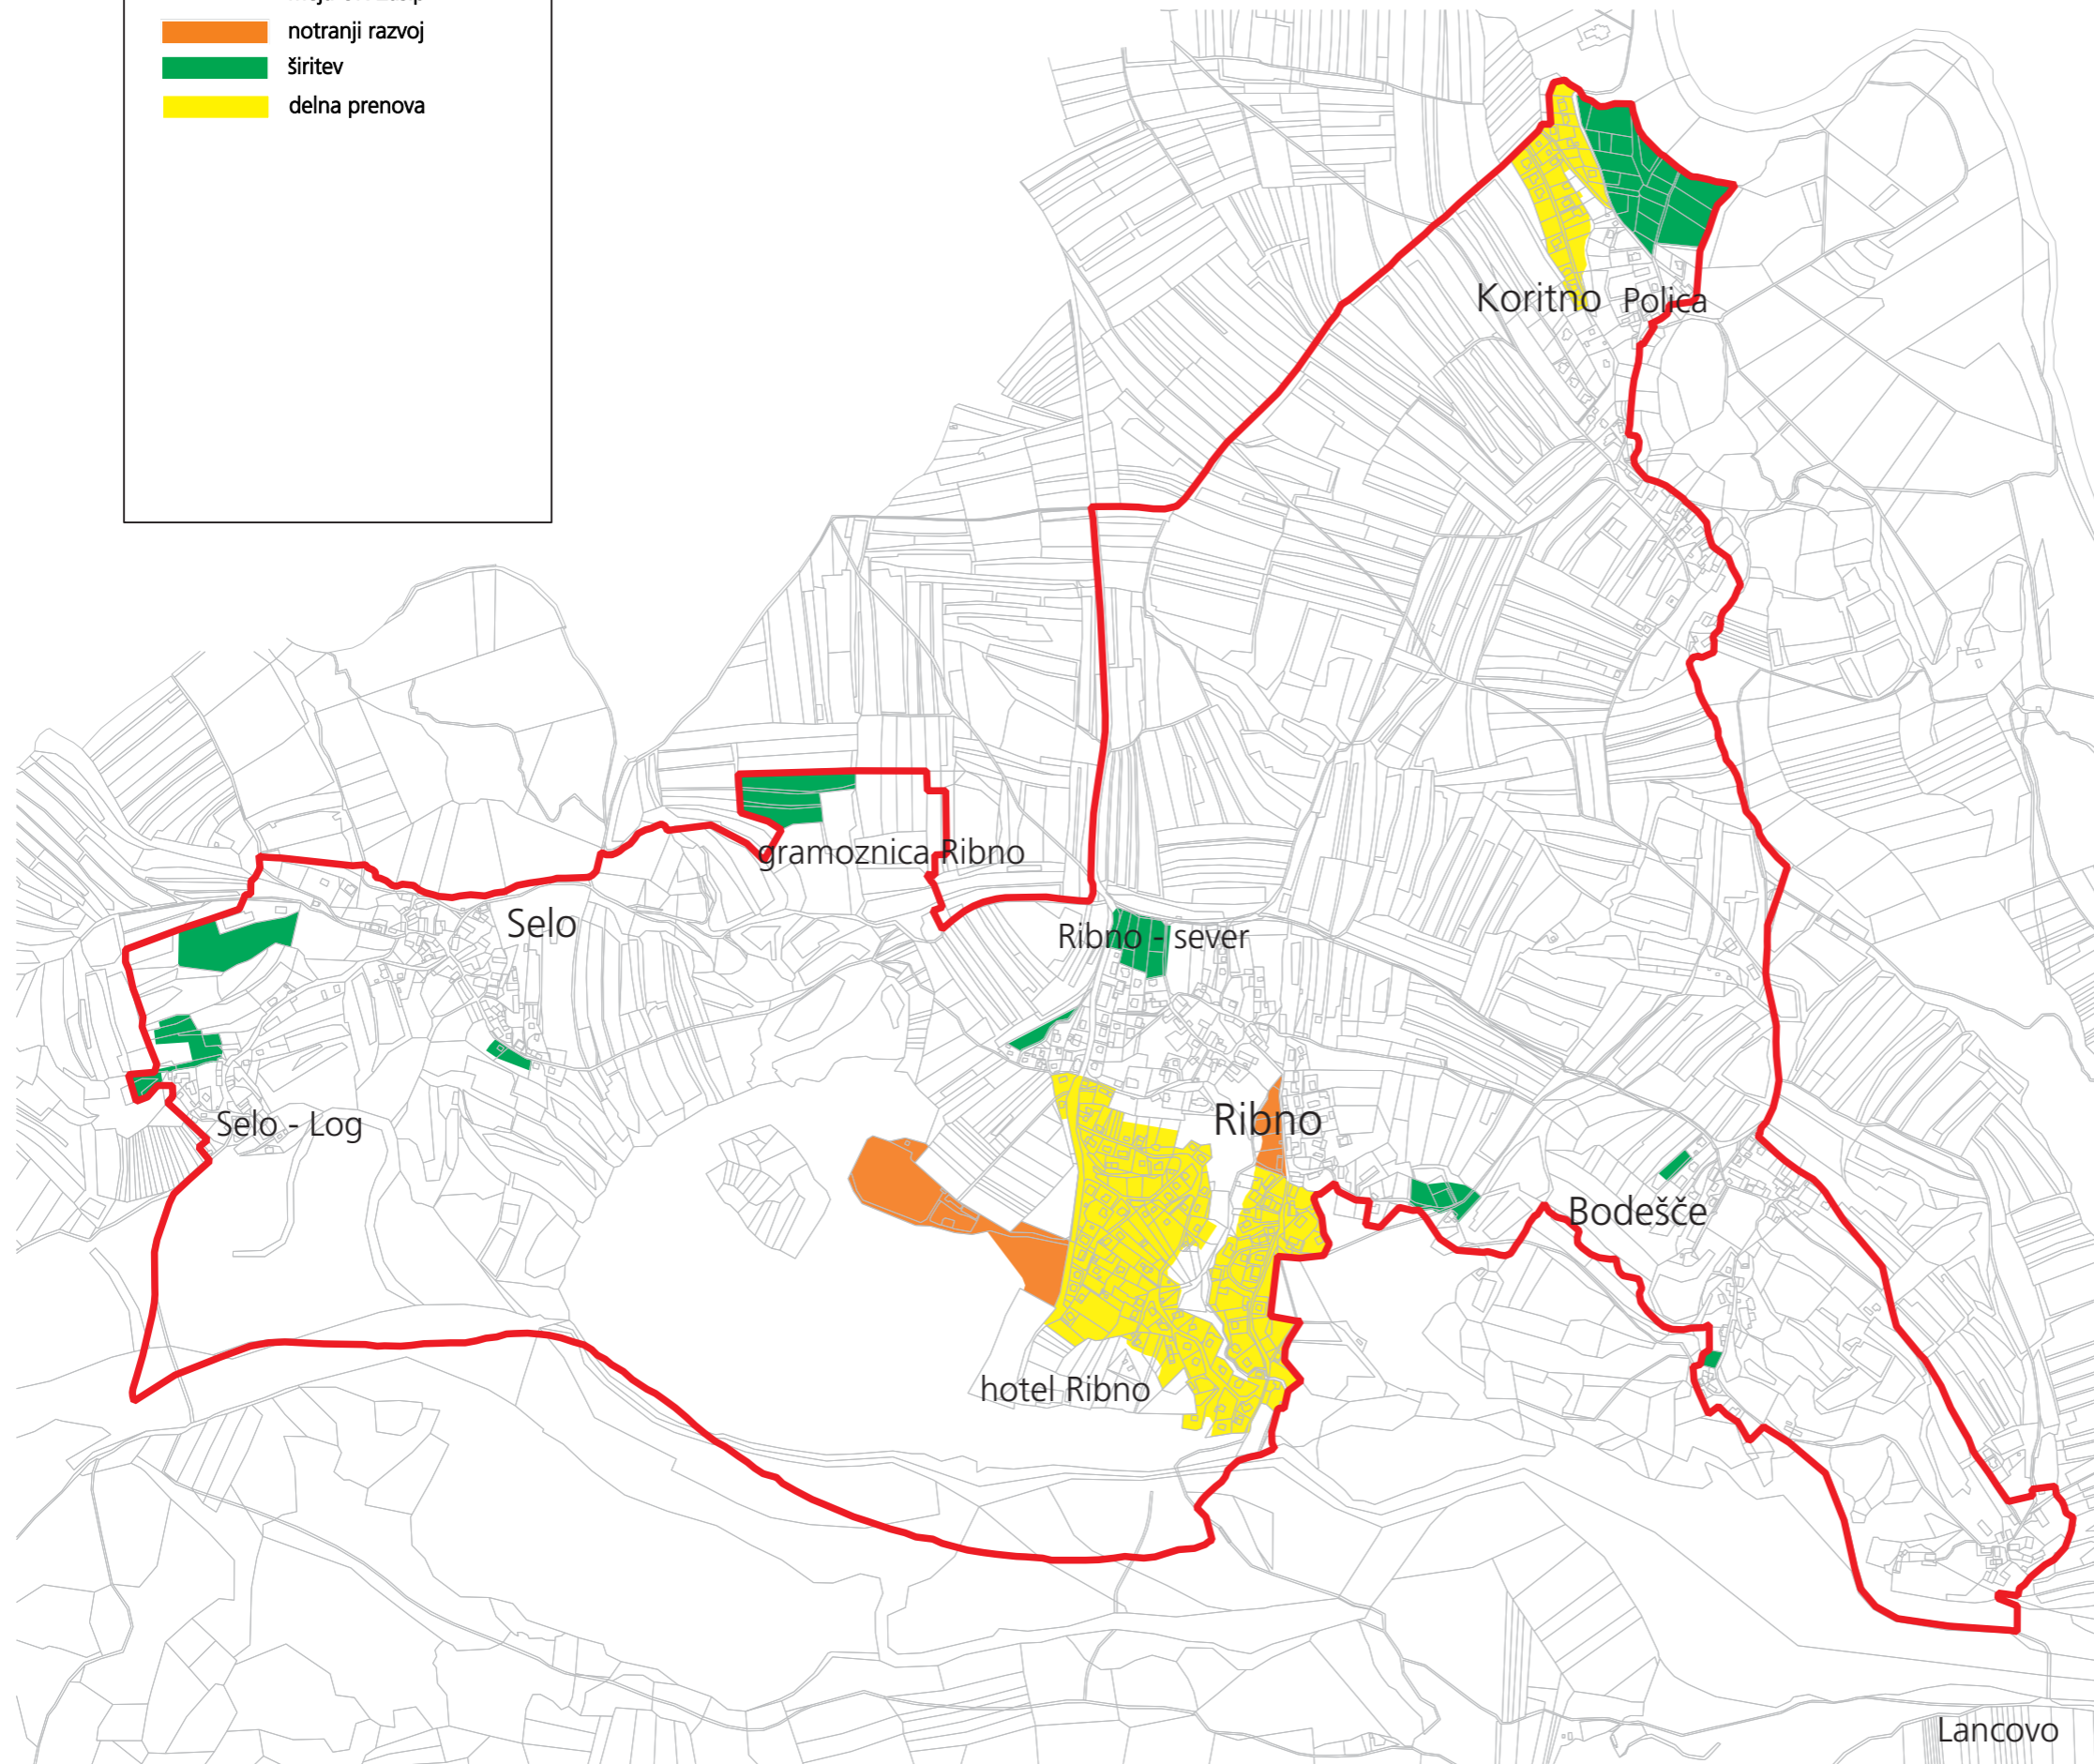 notranji razvoj
širitev
delna prenova
Koritno
Polica
gramoznica Ribno
Selo
Ribno - sever
Selo - Log
Ribno
Bodešče
hotel Ribno
Lancovo